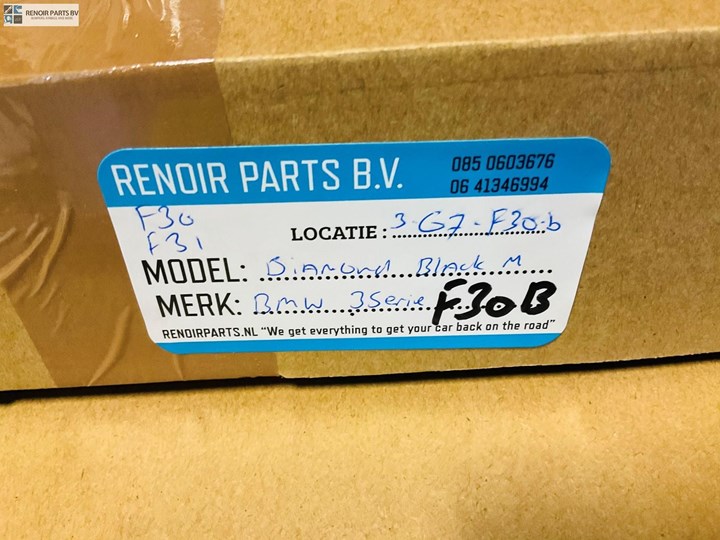 RENOIR PARTS BV
RENOIR PARTS B.V.
085 0603676
06 41346994
F30
F31
LOCATIE: 3-G7-F30-b
MODEL: Diamond Black M
MERK: BMW 3Serie F30B
RENOIRPARTS.NL “We get everything to get your car back on the road”